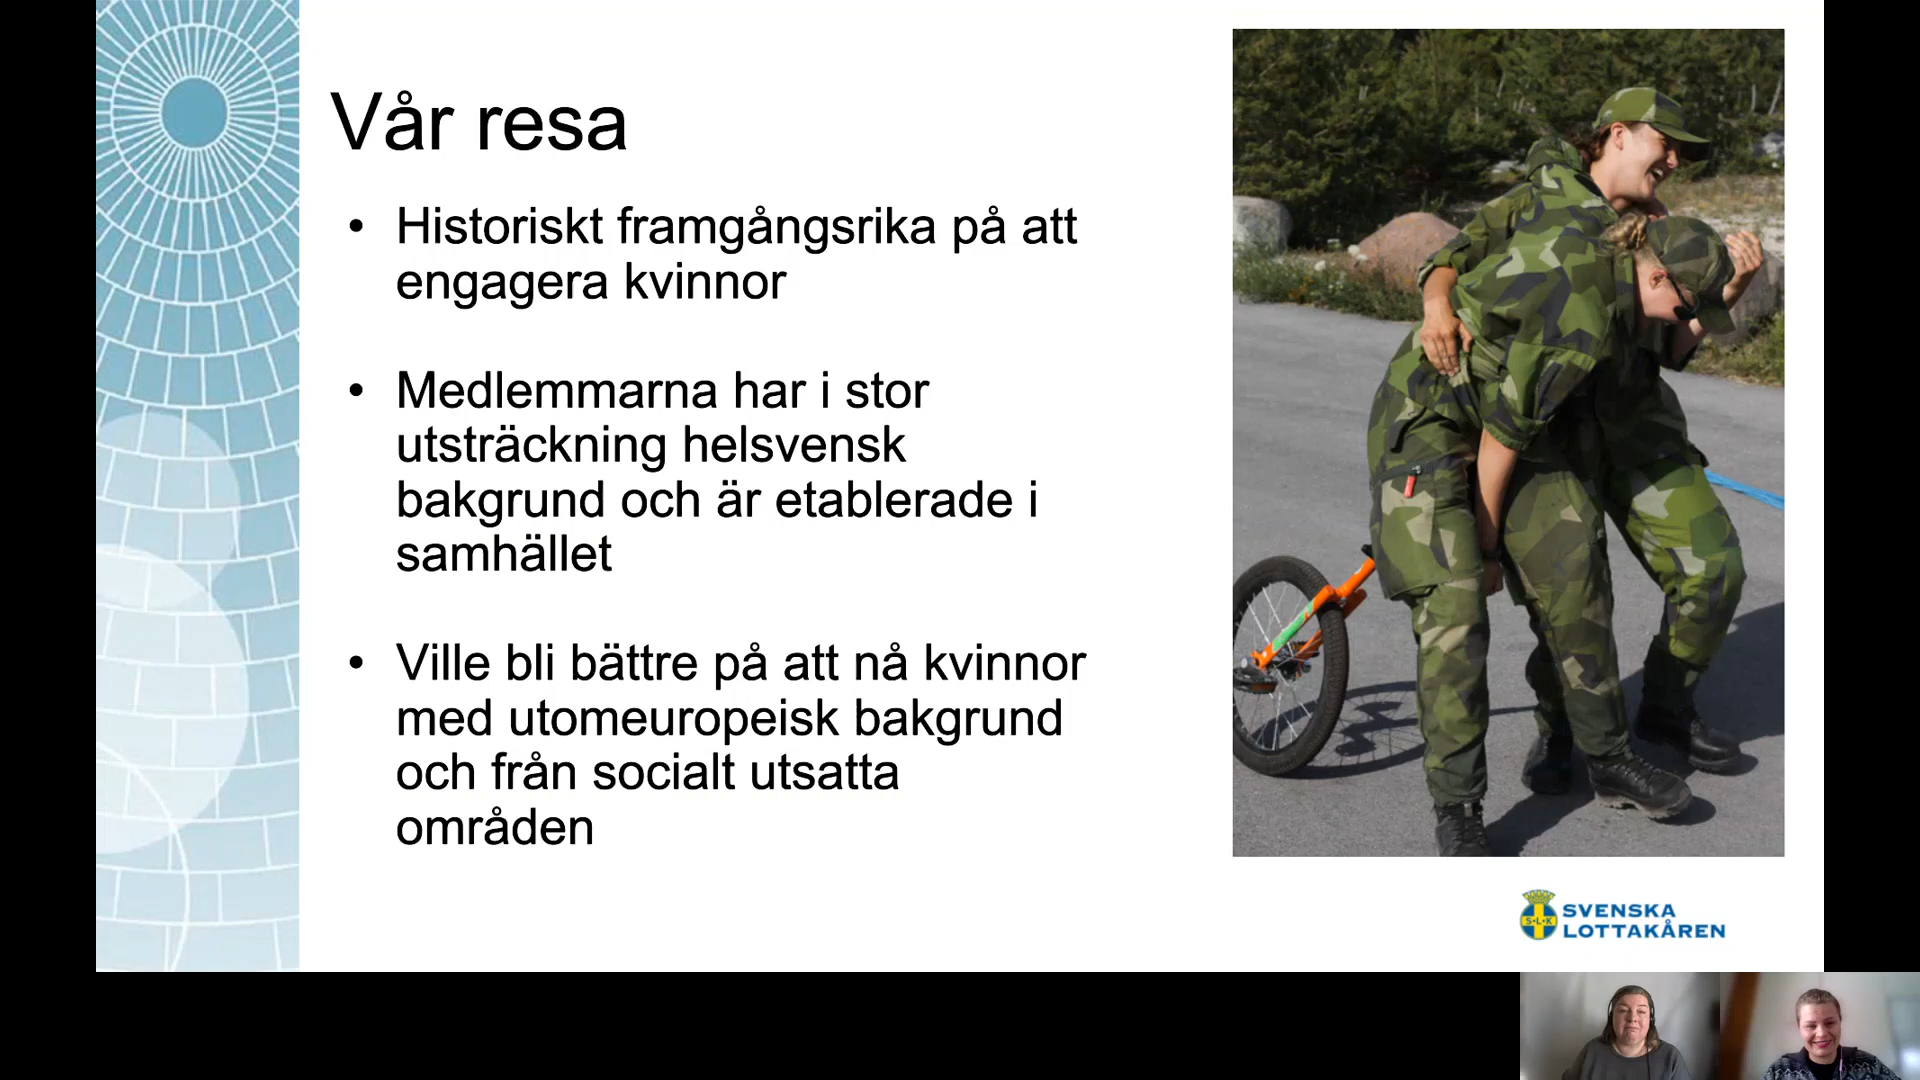 Vår resa
• Historiskt framgångsrika på att
engagera kvinnor
• Medlemmarna har i stor
utsträckning helsvensk
bakgrund och är etablerade i
samhället
• Ville bli bättre på att nå kvinnor
med utomeuropeisk bakgrund
och från socialt utsatta
områden
S•L•K
SVENSKA
LOTTAKÅREN